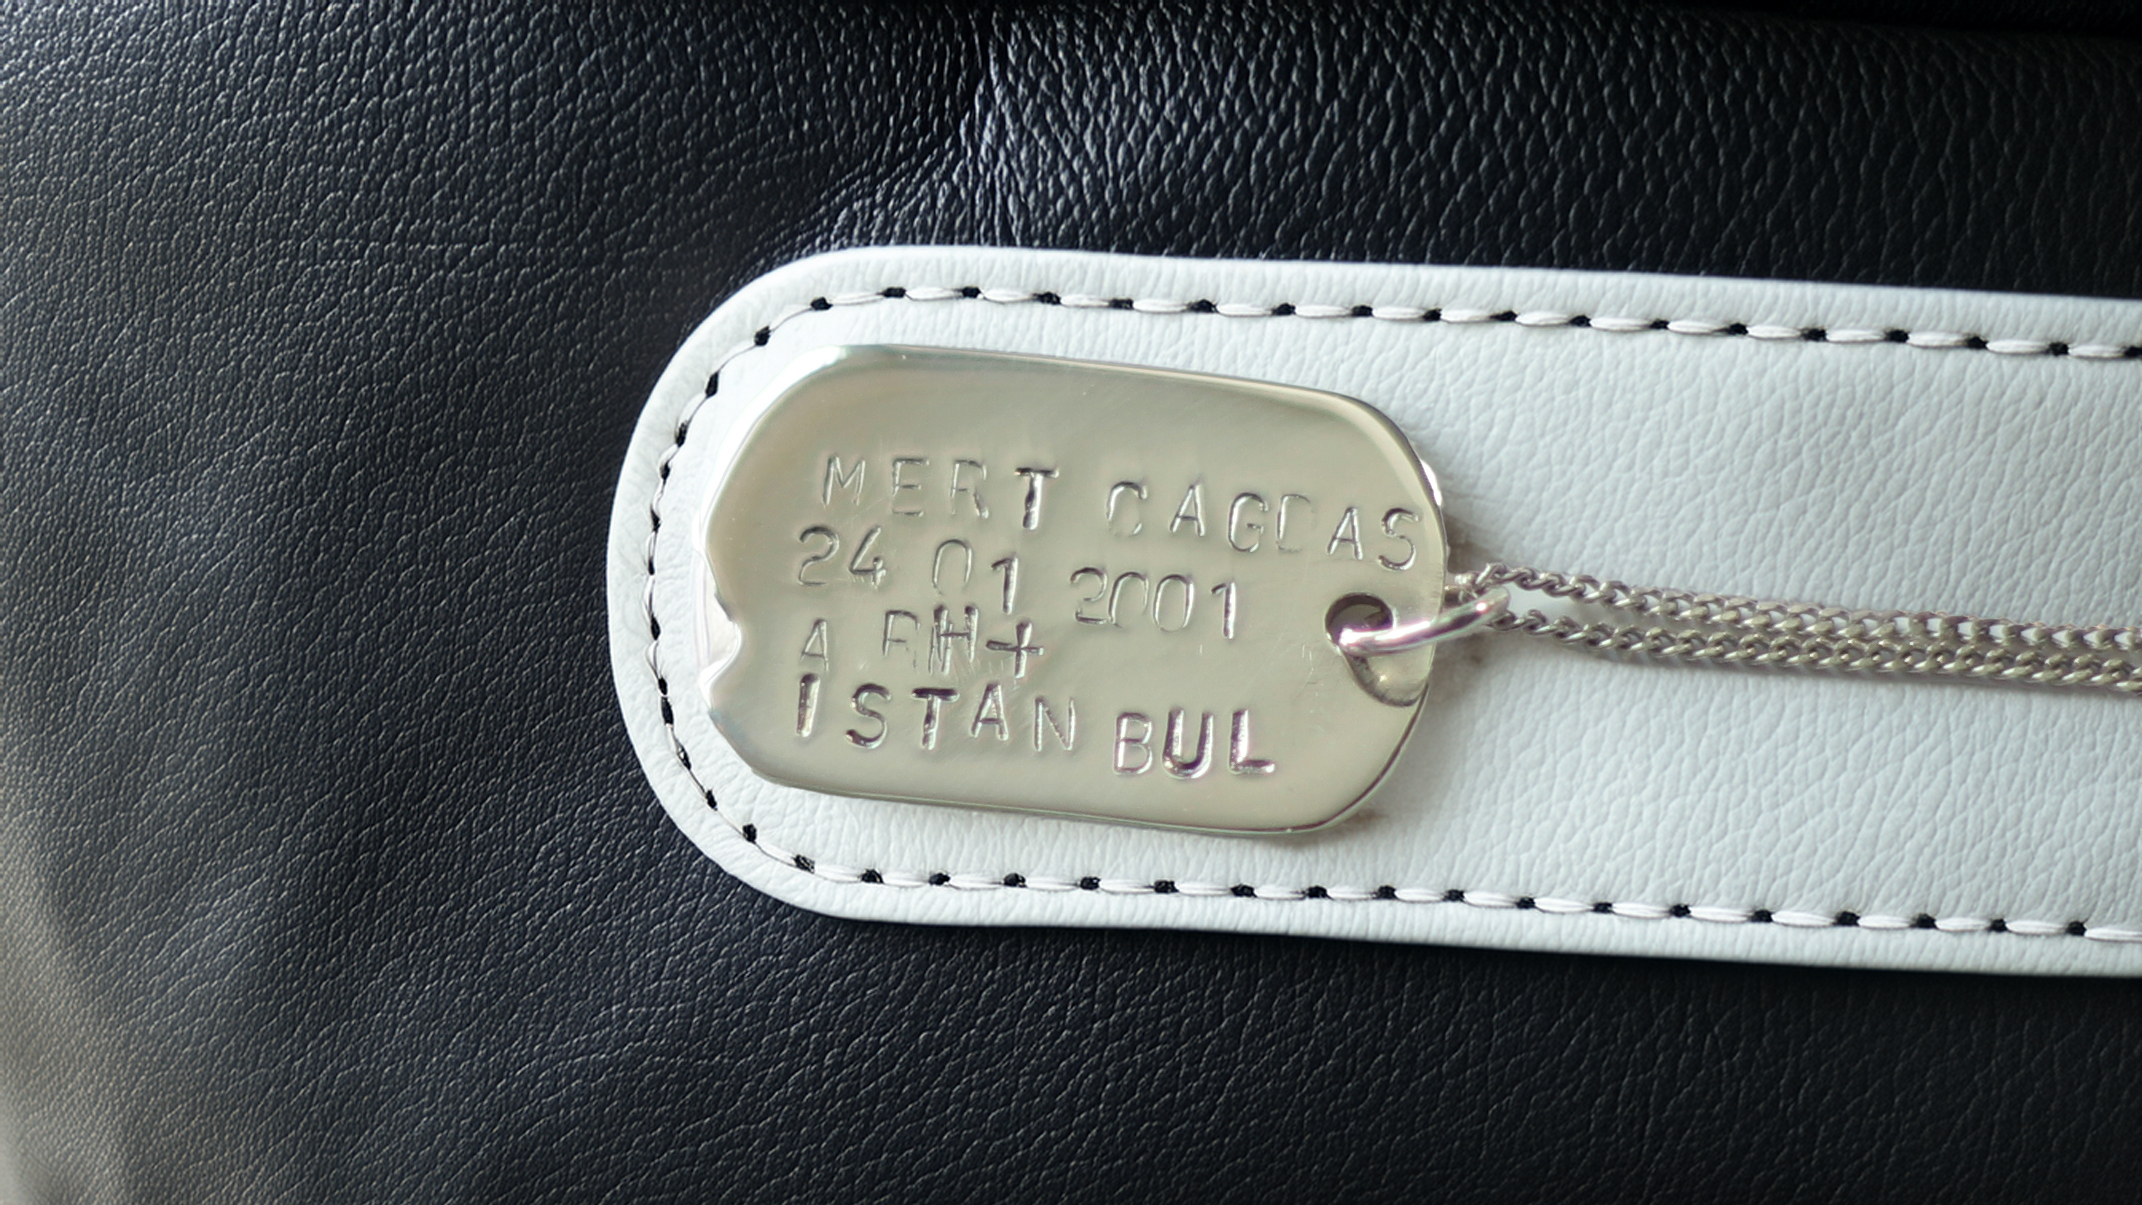 MERT CAGDAS
24 01 2001
A RH+
ISTANBUL